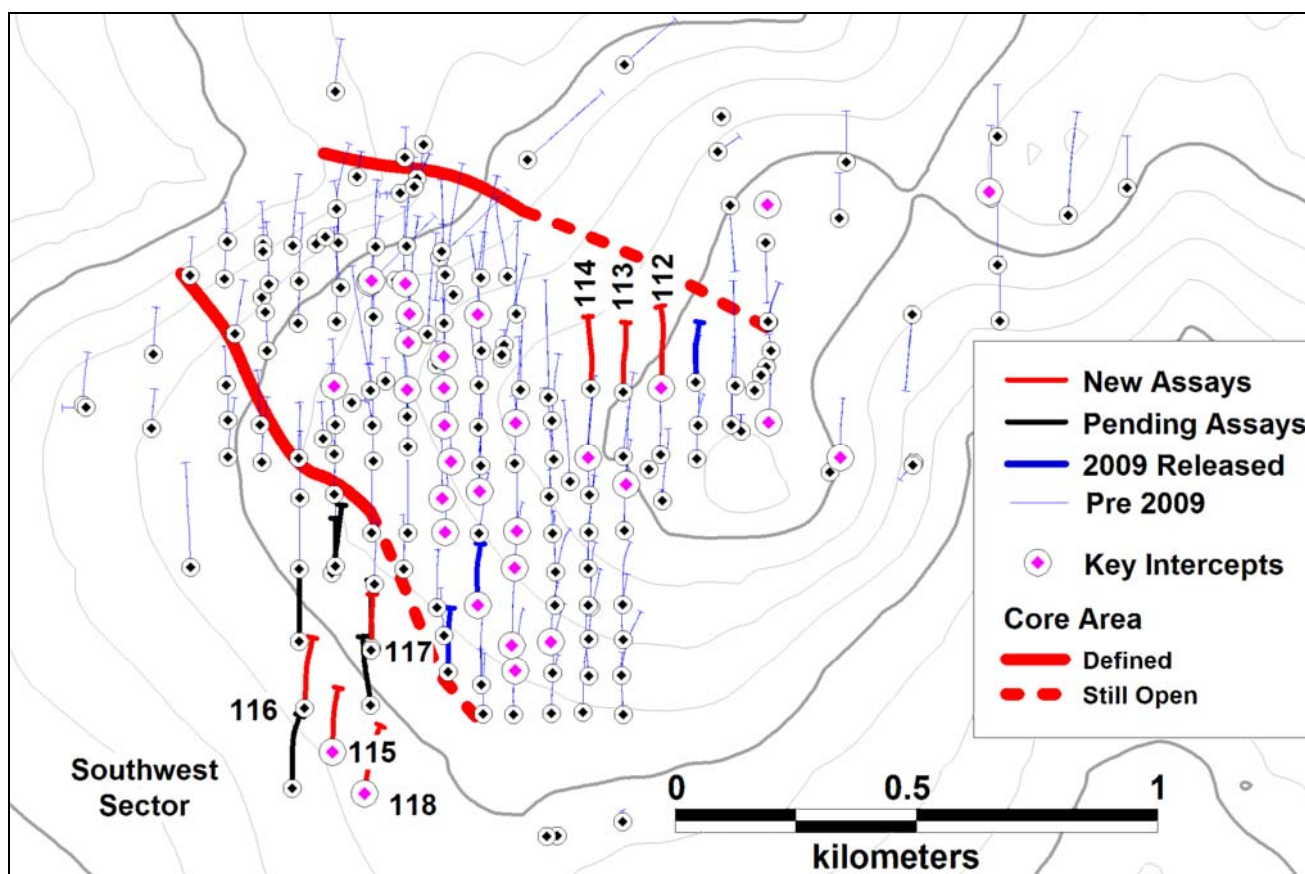 114
113
112
New Assays
Pending Assays
2009 Released
Pre 2009
Key Intercepts
Core Area
Defined
Still Open
117
116
115
118
Southwest
Sector
0 0.5 1
kilometers